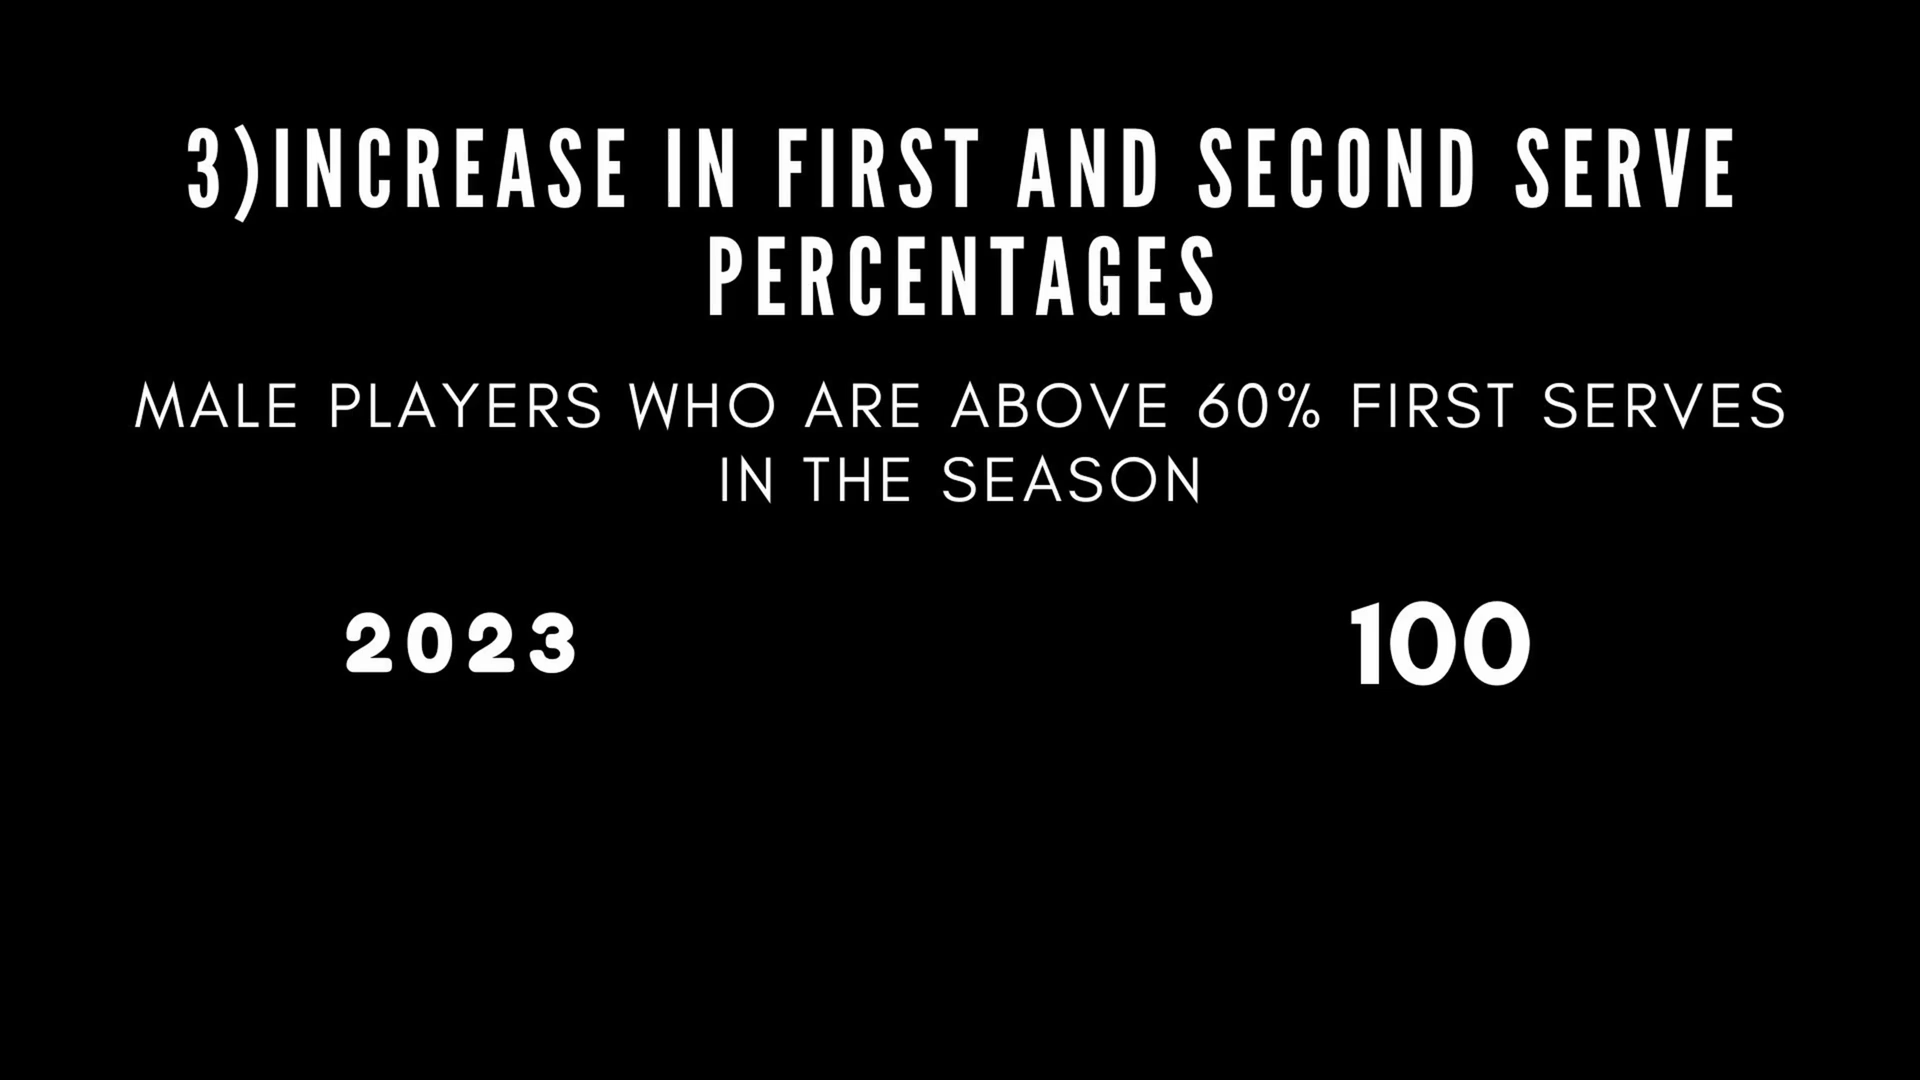 3)INCREASE IN FIRST AND SECOND SERVE
PERCENTAGES
MALE PLAYERS WHO ARE ABOVE 60% FIRST SERVES
IN THE SEASON
2023 100